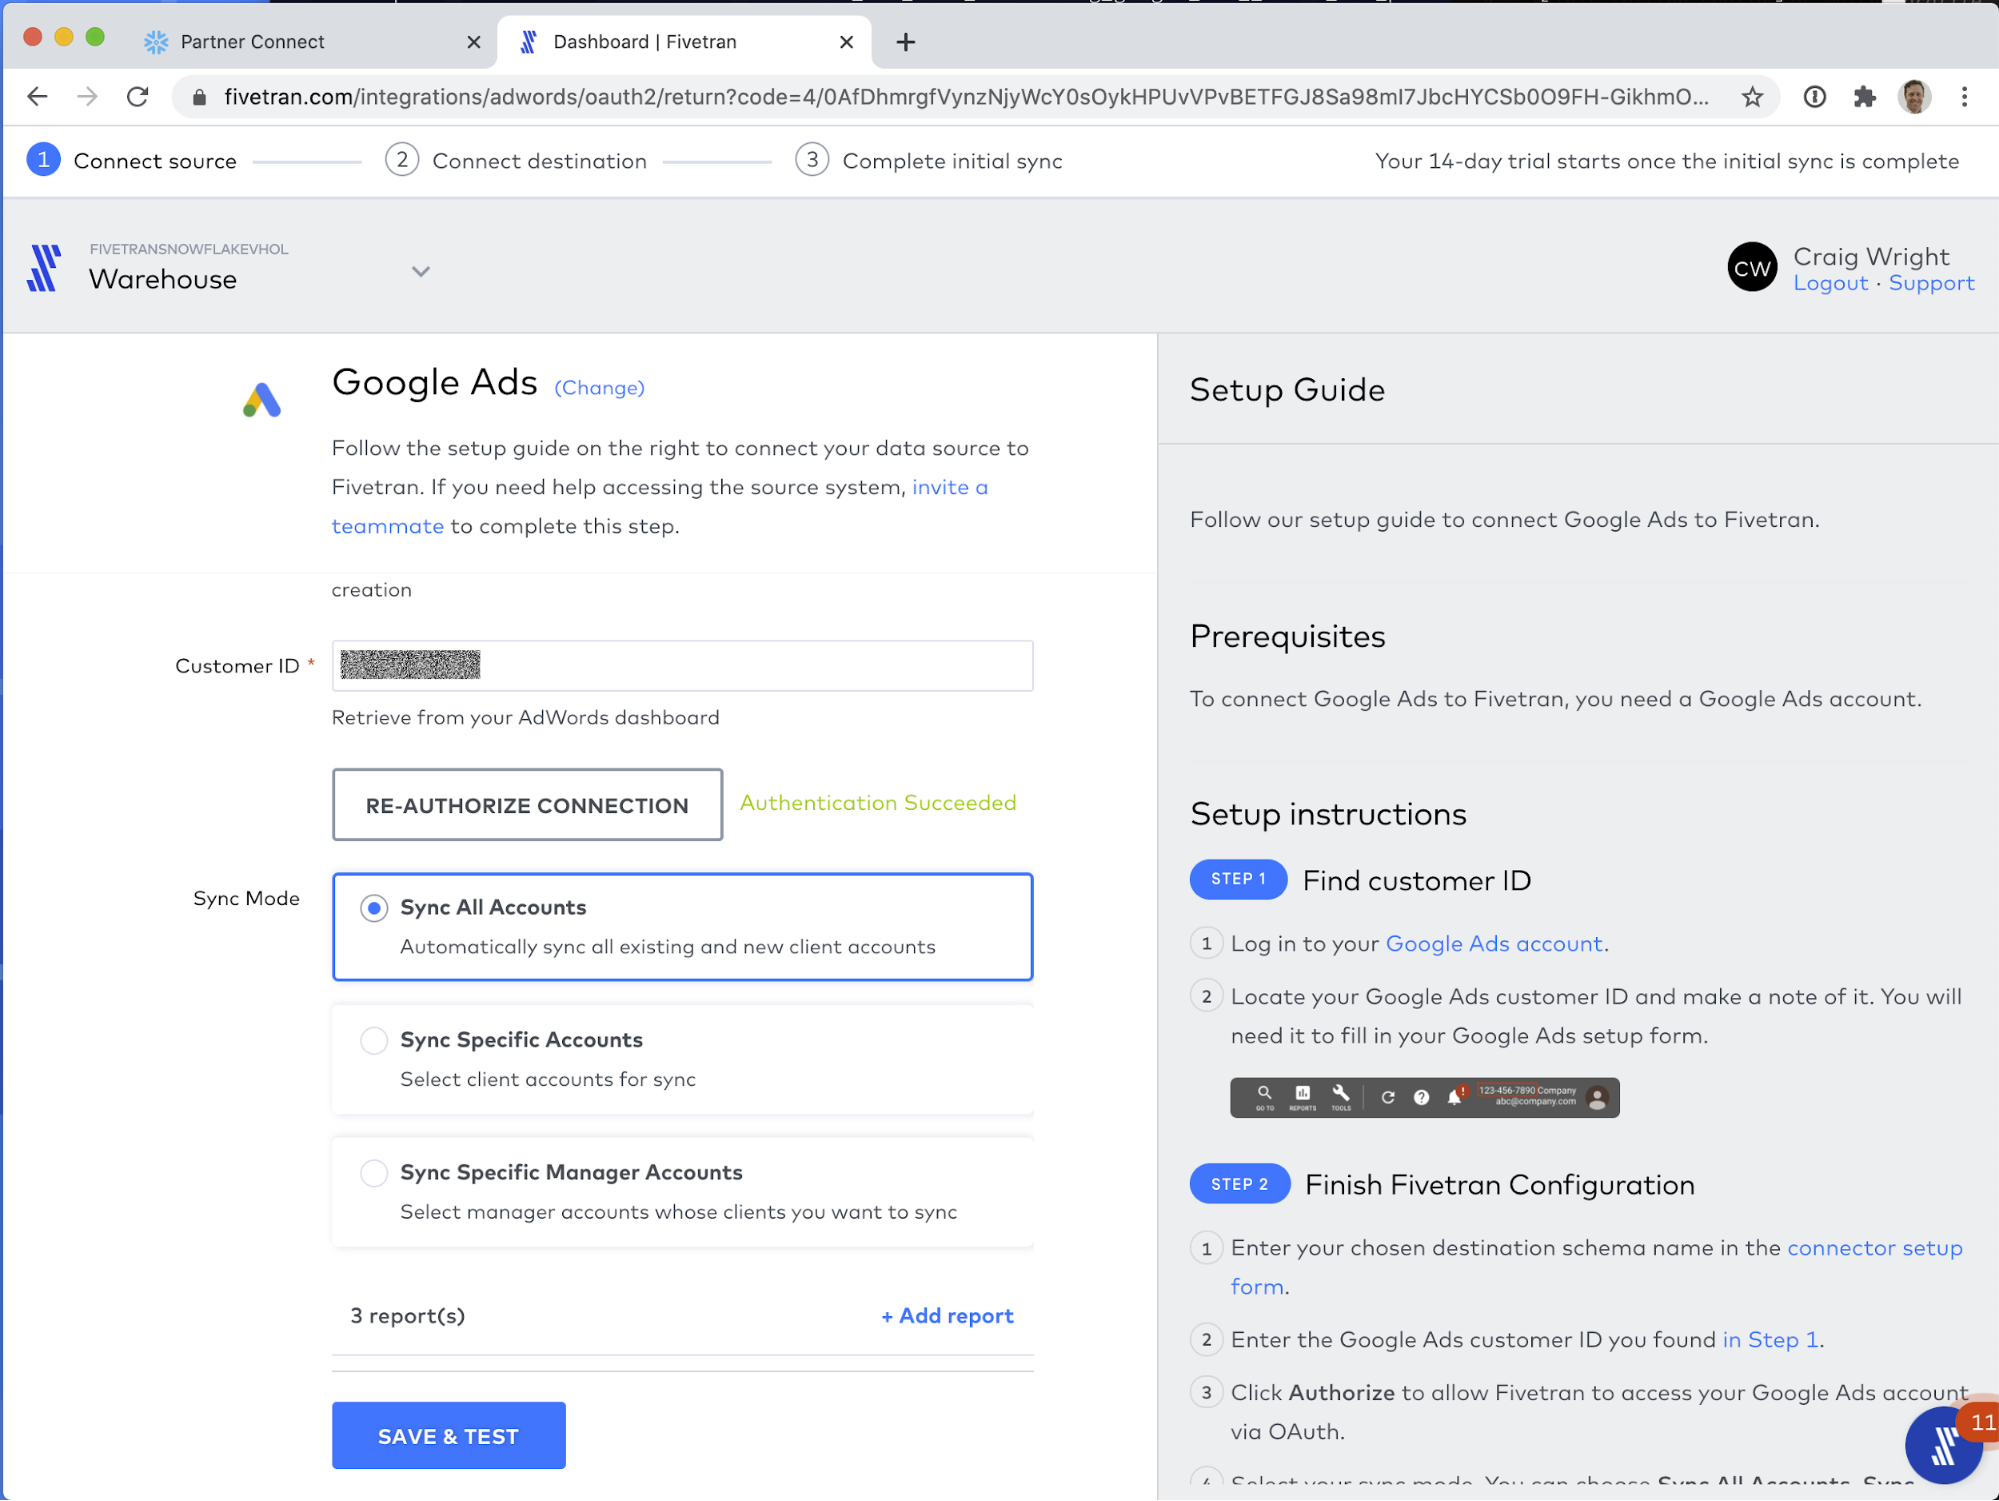 Partner Connect
Dashboard | Fivetran
fivetran.com/integrations/adwords/oauth2/return?code=4/0AfDhmrgfVynzNjyWcY0sOykHPUvVPvBETFGJ8Sa98ml7JbcHYCSb0O9FH-GikhmO...
1 Connect source
2 Connect destination
3 Complete initial sync
Your 14-day trial starts once the initial sync is complete
FIVETRANSNOWFLAKEVHOL
Warehouse
CW
Craig Wright
Logout · Support
Google Ads (Change)
Follow the setup guide on the right to connect your data source to
Fivetran. If you need help accessing the source system, invite a
teammate to complete this step.
creation
Customer ID *
Retrieve from your AdWords dashboard
RE-AUTHORIZE CONNECTION
Authentication Succeeded
Sync Mode
Sync All Accounts
Automatically sync all existing and new client accounts
Sync Specific Accounts
Select client accounts for sync
Sync Specific Manager Accounts
Select manager accounts whose clients you want to sync
3 report(s)
+ Add report
SAVE & TEST
Setup Guide
Follow our setup guide to connect Google Ads to Fivetran.
Prerequisites
To connect Google Ads to Fivetran, you need a Google Ads account.
Setup instructions
STEP 1 Find customer ID
1 Log in to your Google Ads account.
2 Locate your Google Ads customer ID and make a note of it. You will
need it to fill in your Google Ads setup form.
GO TO REPORTS TOOLS ! 123-456-7890 Company
abc@company.com
STEP 2 Finish Fivetran Configuration
1 Enter your chosen destination schema name in the connector setup
form.
2 Enter the Google Ads customer ID you found in Step 1.
3 Click Authorize to allow Fivetran to access your Google Ads account
via OAuth.
11
4 Select your sync mode. You can choose Sync All Accounts, Sync